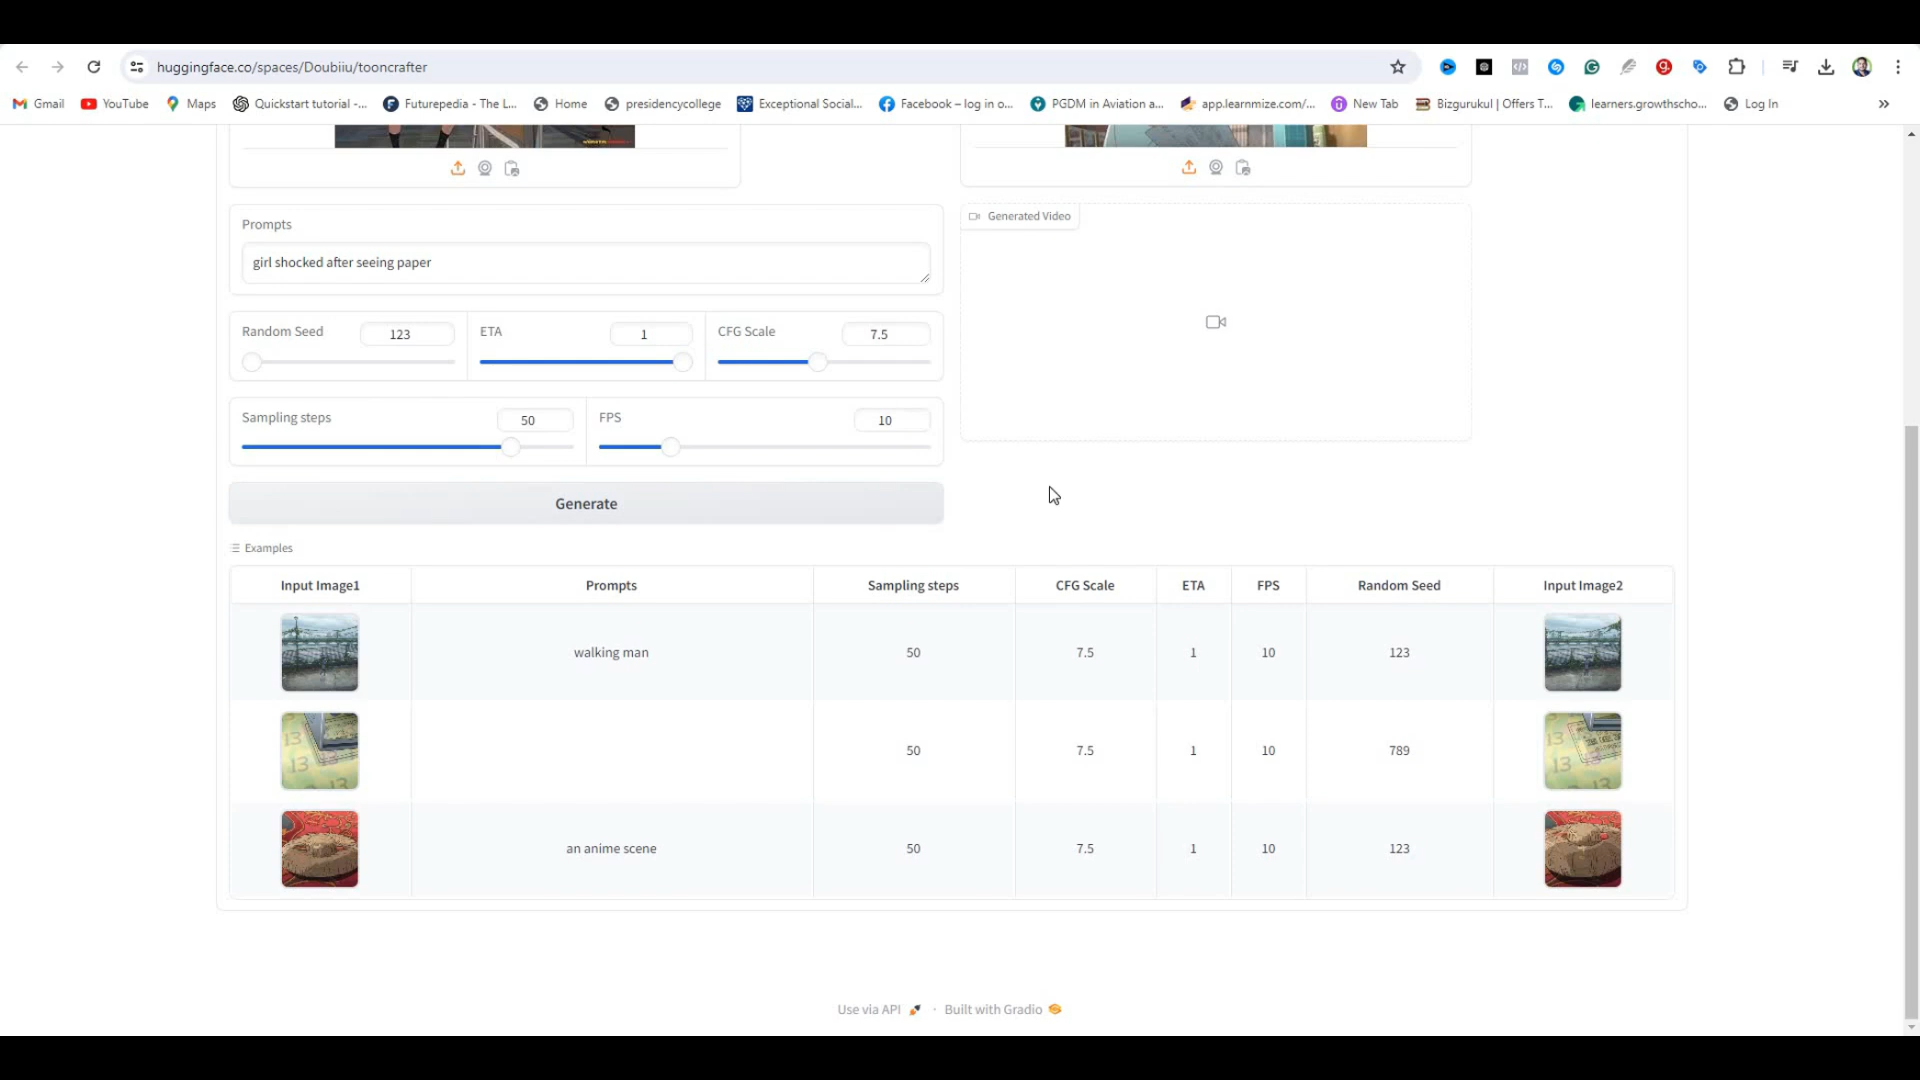 huggingface.co/spaces/Doubiiu/tooncrafter
Gmail YouTube Maps Quickstart tutorial -... Futurepedia - The L... Home presidencycollege Exceptional Social... Facebook – log in o... PGDM in Aviation a... app.learnmize.com/... New Tab Bizgurukul | Offers T... learners.growthscho... Log In
Prompts
girl shocked after seeing paper
Generated Video
Random Seed 123 ETA 1 CFG Scale 7.5
Sampling steps 50 FPS 10
Generate
Examples
Input Image1 Prompts Sampling steps CFG Scale ETA FPS Random Seed Input Image2
walking man 50 7.5 1 10 123
50 7.5 1 10 789
an anime scene 50 7.5 1 10 123
Use via API · Built with Gradio